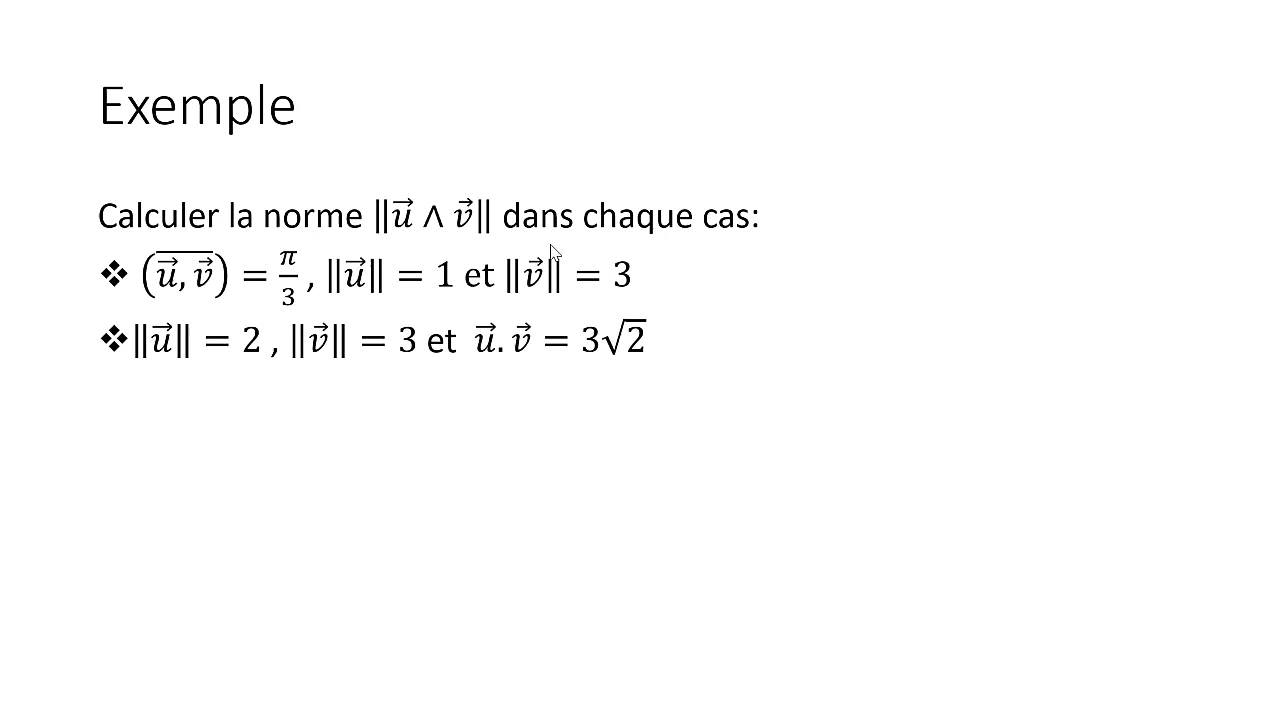 Exemple
Calculer la norme ‖u⃗ ∧ v⃗‖ dans chaque cas:
❖ (u⃗, v⃗)̅ = π/3 , ‖u⃗‖ = 1 et ‖v⃗‖ = 3
❖ ‖u⃗‖ = 2 , ‖v⃗‖ = 3 et u⃗. v⃗ = 3√2